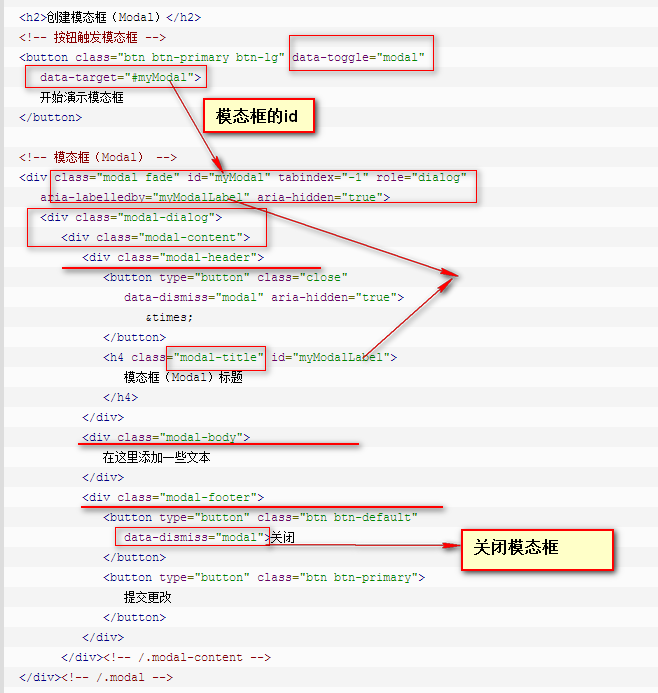 <h2>创建模态框（Modal）</h2>
<!-- 按钮触发模态框 -->
<button class="btn btn-primary btn-lg" data-toggle="modal"
data-target="#myModal">
开始演示模态框
</button>
模态框的id
<!-- 模态框（Modal） -->
<div class="modal fade" id="myModal" tabindex="-1" role="dialog"
aria-labelledby="myModalLabel" aria-hidden="true">
<div class="modal-dialog">
<div class="modal-content">
<div class="modal-header">
<button type="button" class="close"
data-dismiss="modal" aria-hidden="true">
&times;
</button>
<h4 class="modal-title" id="myModalLabel">
模态框（Modal）标题
</h4>
</div>
<div class="modal-body">
在这里添加一些文本
</div>
<div class="modal-footer">
<button type="button" class="btn btn-default"
data-dismiss="modal">关闭
关闭模态框
</button>
<button type="button" class="btn btn-primary">
提交更改
</button>
</div>
</div><!-- /.modal-content -->
</div><!-- /.modal -->